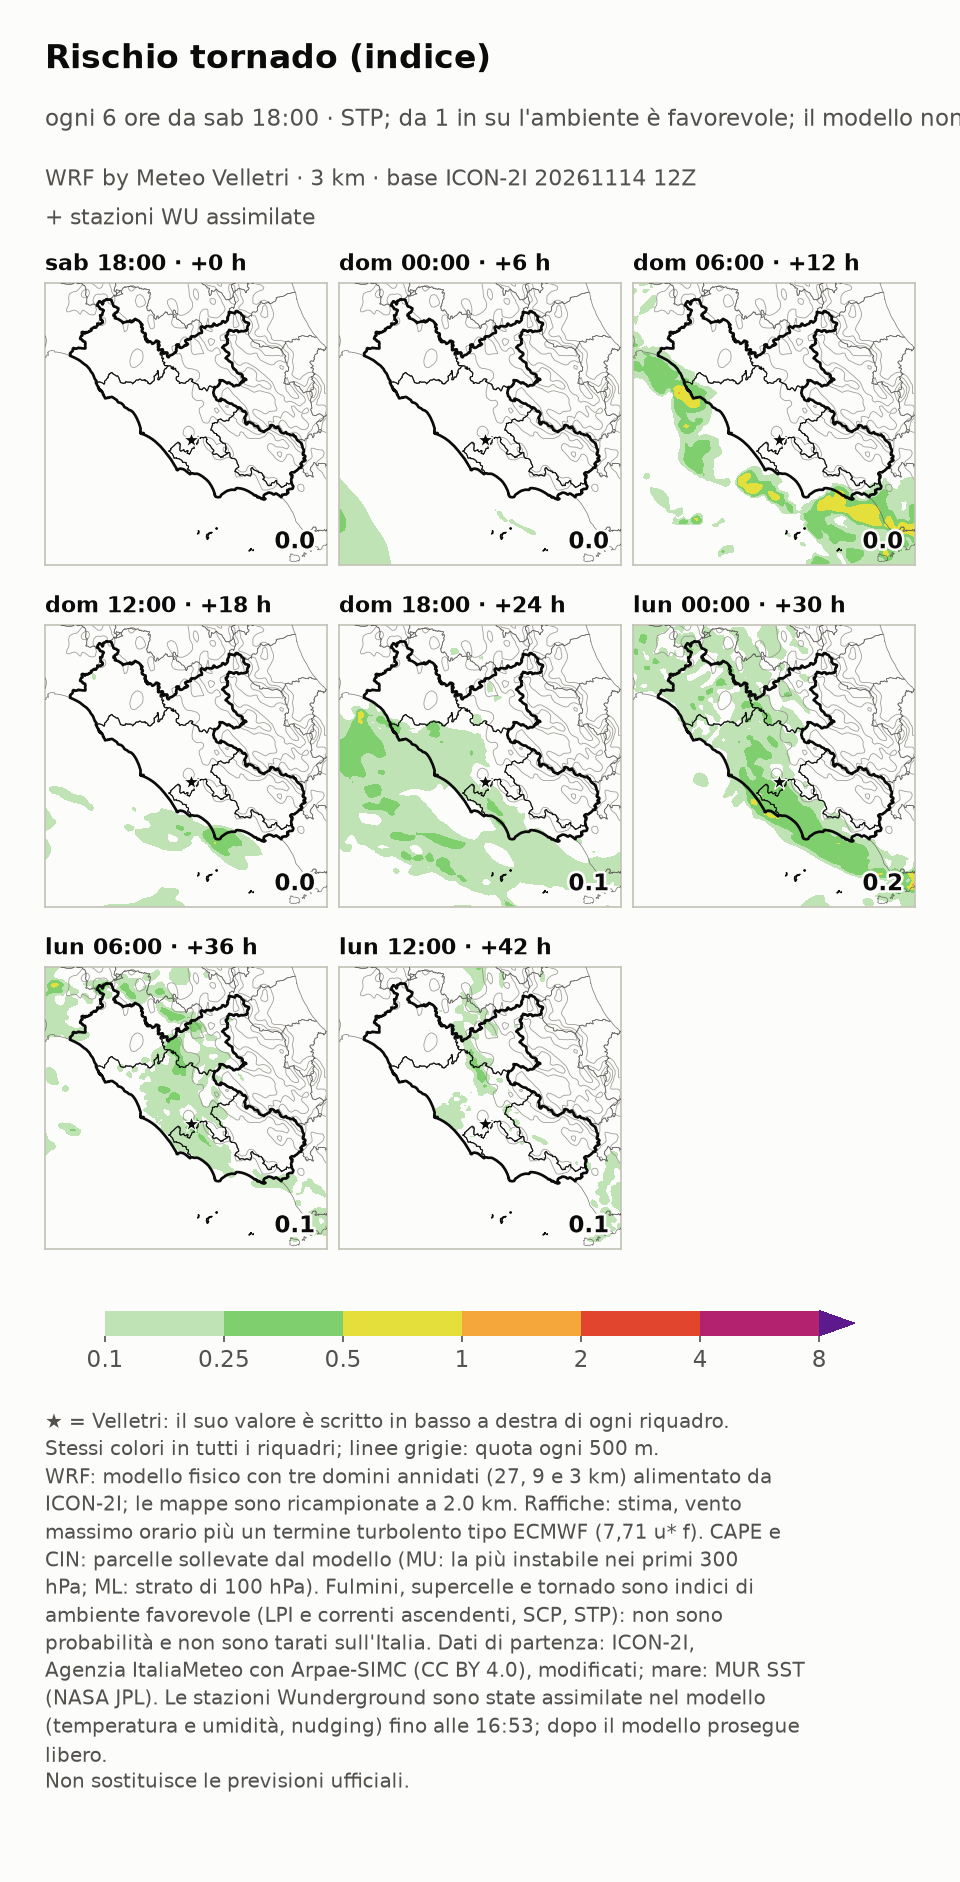 Rischio tornado (indice)
ogni 6 ore da sab 18:00 · STP; da 1 in su l'ambiente è favorevole; il modello non
WRF by Meteo Velletri · 3 km · base ICON-2I 20261114 12Z
+ stazioni WU assimilate
sab 18:00 · +0 h
dom 00:00 · +6 h
dom 06:00 · +12 h
0.0
0.0
0.0
dom 12:00 · +18 h
dom 18:00 · +24 h
lun 00:00 · +30 h
0.0
0.1
0.2
lun 06:00 · +36 h
lun 12:00 · +42 h
0.1
0.1
0.1 0.25 0.5 1 2 4 8
★ = Velletri: il suo valore è scritto in basso a destra di ogni riquadro.
Stessi colori in tutti i riquadri; linee grigie: quota ogni 500 m.
WRF: modello fisico con tre domini annidati (27, 9 e 3 km) alimentato da
ICON-2I; le mappe sono ricampionate a 2.0 km. Raffiche: stima, vento
massimo orario più un termine turbolento tipo ECMWF (7,71 u* f). CAPE e
CIN: parcelle sollevate dal modello (MU: la più instabile nei primi 300
hPa; ML: strato di 100 hPa). Fulmini, supercelle e tornado sono indici di
ambiente favorevole (LPI e correnti ascendenti, SCP, STP): non sono
probabilità e non sono tarati sull'Italia. Dati di partenza: ICON-2I,
Agenzia ItaliaMeteo con Arpae-SIMC (CC BY 4.0), modificati; mare: MUR SST
(NASA JPL). Le stazioni Wunderground sono state assimilate nel modello
(temperatura e umidità, nudging) fino alle 16:53; dopo il modello prosegue
libero.
Non sostituisce le previsioni ufficiali.